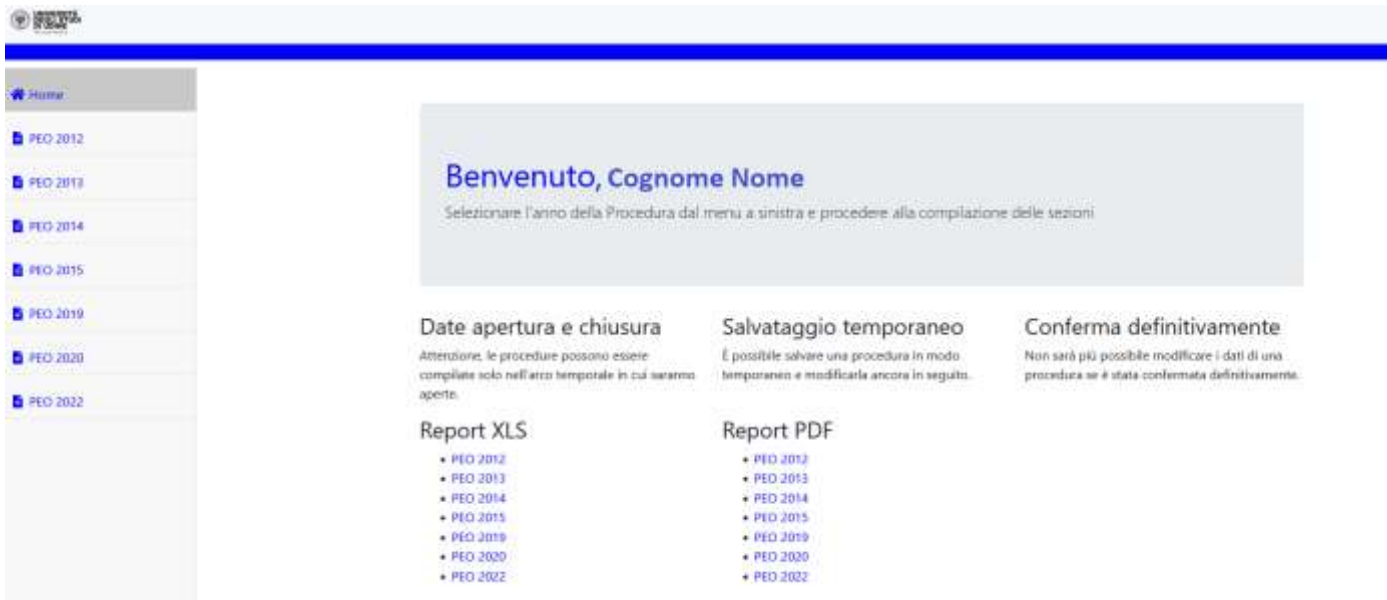 UNIVERSITÀ
DEGLI STUDI
DI UDINE
Home
PEO 2012
PEO 2013
PEO 2014
PEO 2015
PEO 2019
PEO 2020
PEO 2022
Benvenuto, Cognome Nome
Selezionare l'anno della Procedura dal menu a sinistra e procedere alla compilazione delle sezioni
Date apertura e chiusura
Attenzione, le procedure possono essere
compilate solo nell'arco temporale in cui saranno
aperte.
Salvataggio temporaneo
È possibile salvare una procedura in modo
temporaneo e modificarla ancora in seguito.
Conferma definitivamente
Non sarà più possibile modificare i dati di una
procedura se è stata confermata definitivamente.
Report XLS
• PEO 2012
• PEO 2013
• PEO 2014
• PEO 2015
• PEO 2019
• PEO 2020
• PEO 2022
Report PDF
• PEO 2012
• PEO 2013
• PEO 2014
• PEO 2015
• PEO 2019
• PEO 2020
• PEO 2022